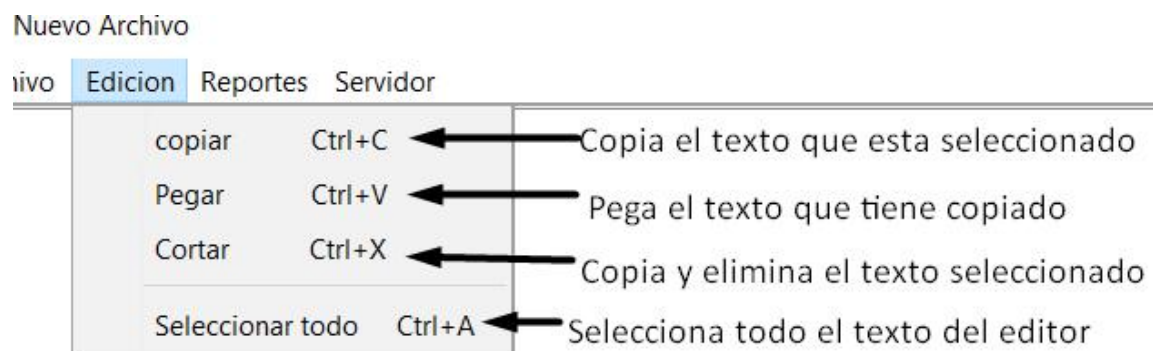 Nuevo Archivo
ivo Edicion Reportes Servidor
copiar Ctrl+C Copia el texto que esta seleccionado
Pegar Ctrl+V Pega el texto que tiene copiado
Cortar Ctrl+X Copia y elimina el texto seleccionado
Seleccionar todo Ctrl+A Selecciona todo el texto del editor